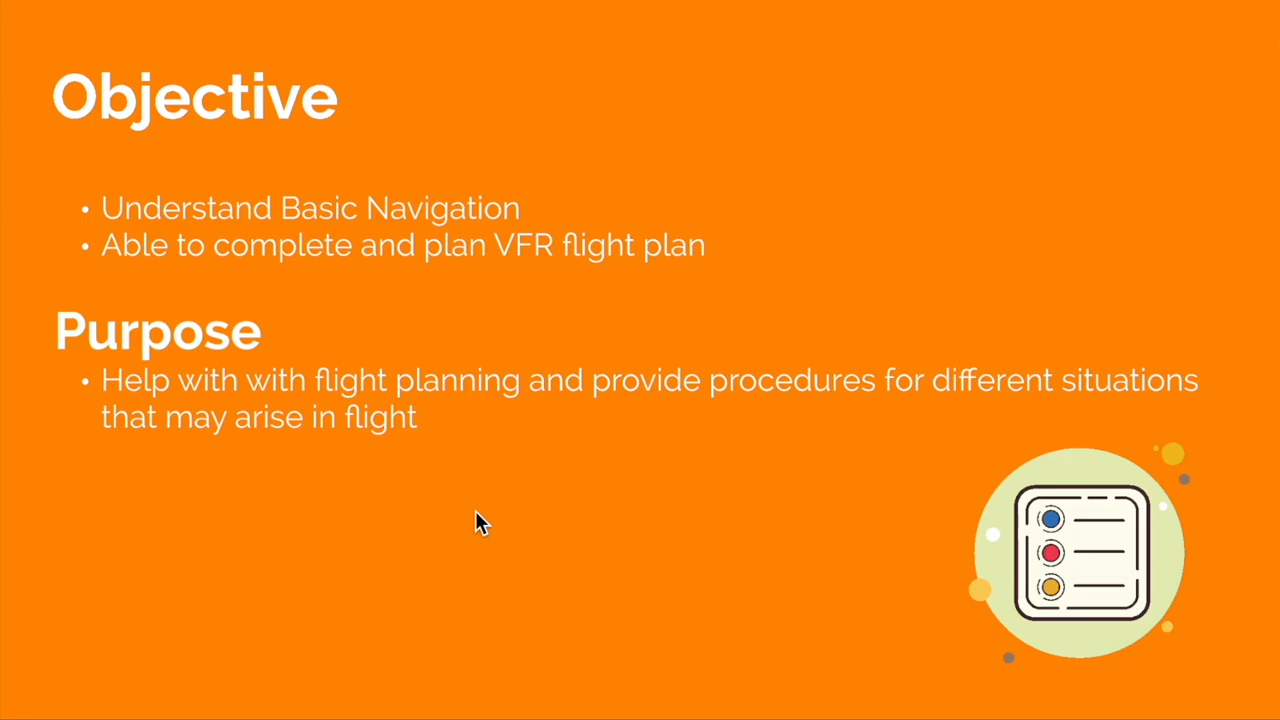 Objective
• Understand Basic Navigation
• Able to complete and plan VFR flight plan
Purpose
• Help with with flight planning and provide procedures for different situations
that may arise in flight